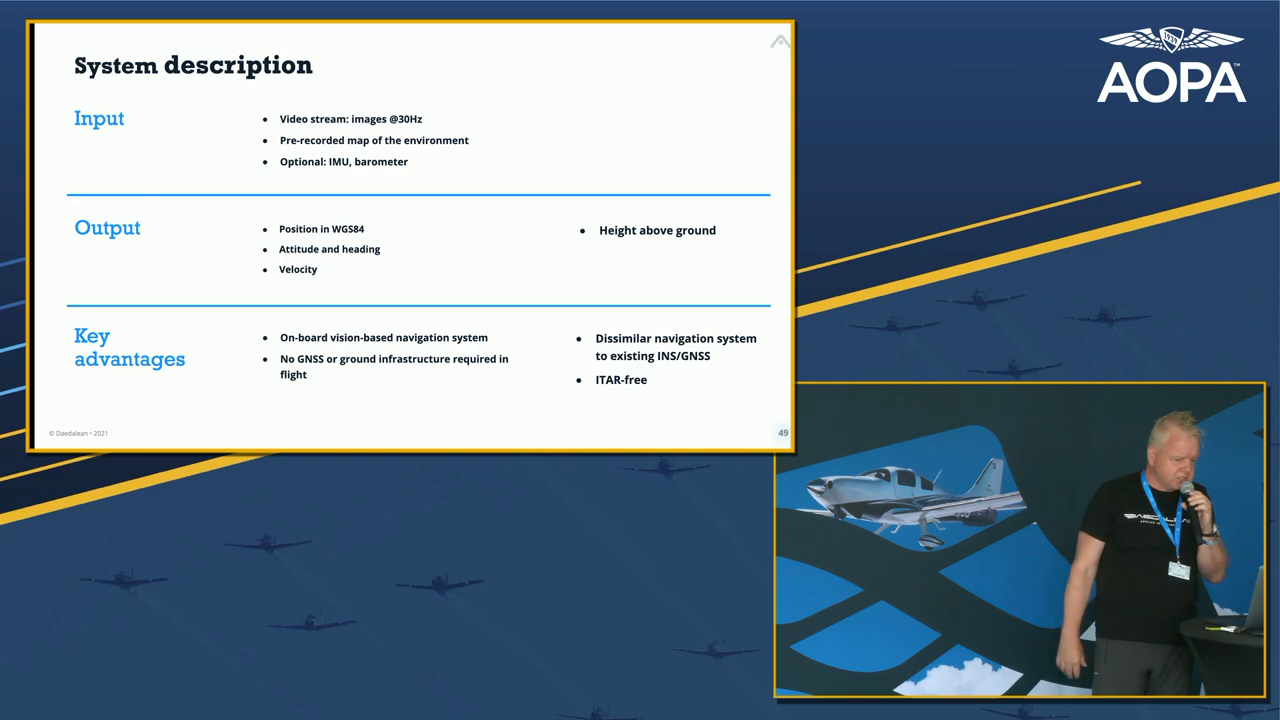 System description
Input
• Video stream: images @30Hz
• Pre-recorded map of the environment
• Optional: IMU, barometer
Output
• Position in WGS84
• Attitude and heading
• Velocity
• Height above ground
Key
advantages
• On-board vision-based navigation system
• No GNSS or ground infrastructure required in
flight
• Dissimilar navigation system
to existing INS/GNSS
• ITAR-free
© Daedalean • 2021
49
1939
AOPA™